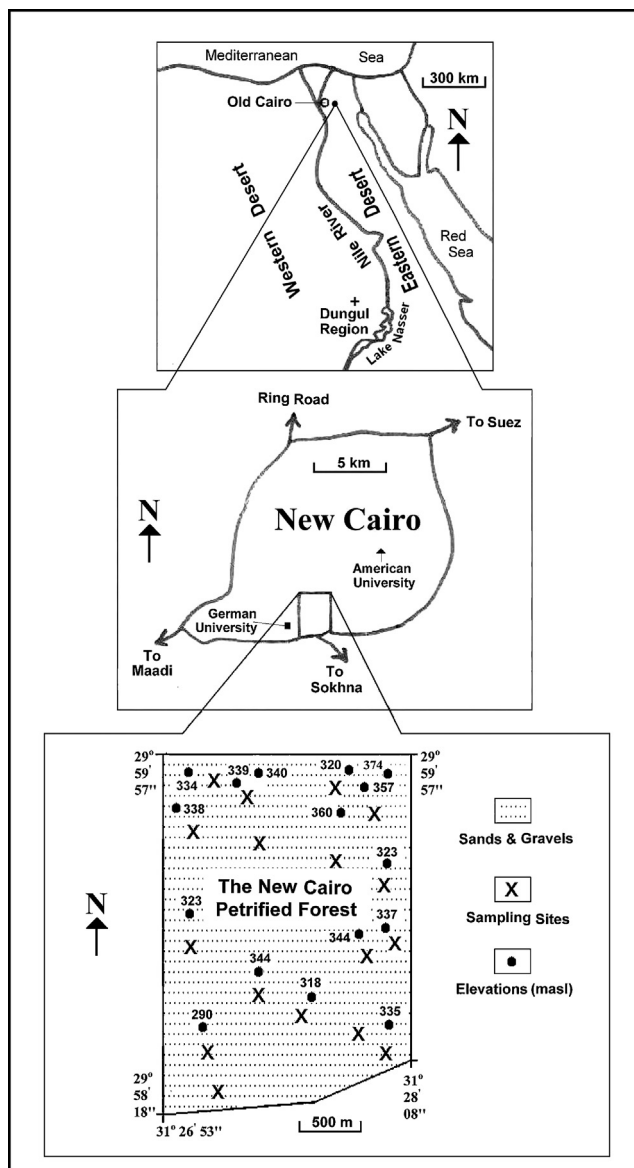 Mediterranean Sea
300 km
Old Cairo
N
Western Desert
Nile River
Eastern Desert
Red
Sea
Dungul
Region
Lake Nasser
Ring Road
To Suez
5 km
N
New Cairo
American
University
German
University
To
Maadi
To
Sokhna
29°
59'
57''
29°
59'
57''
334
339
340
320
374
357
338
360
323
The New Cairo
Petrified Forest
323
337
344
344
318
290
335
N
Sands & Gravels
X
Sampling Sites
Elevations (masl)
29°
58'
18''
31° 26' 53''
31°
28'
08''
500 m